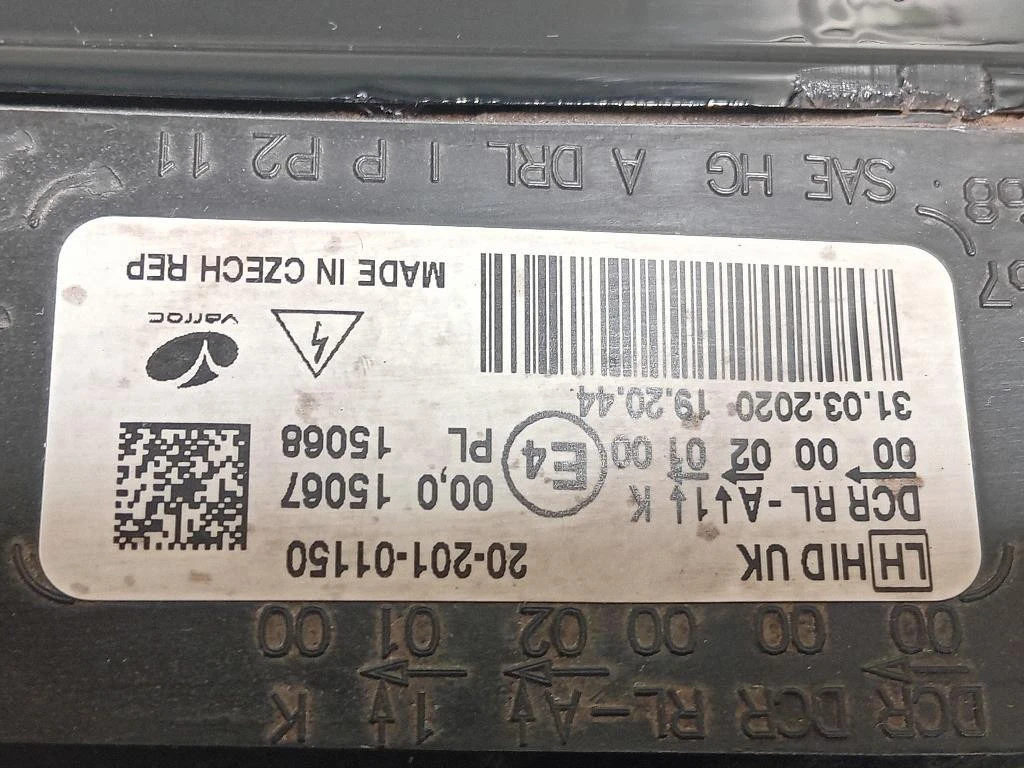 DCR DCR RL-A↓ 1↓ K
00 00 00 02 01 00
LH HID UK 20-201-01150
DCR RL -A↓1↓↓ K 00,0 15067
00 00 02 01 00 E4 PL 15068
31.03.2020 19.20.44
varroc
MADE IN CZECH REP
SAE HG A DRL I P P2 11